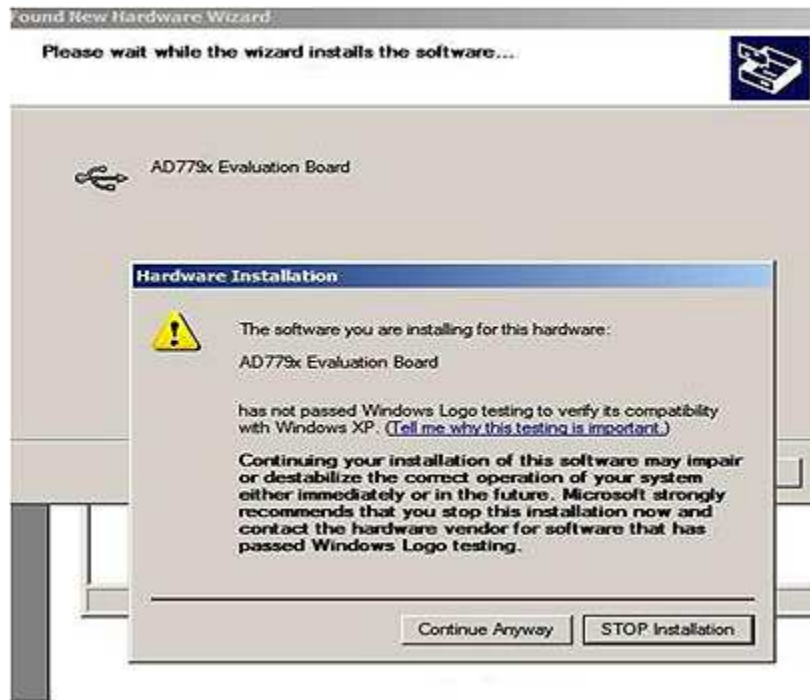 Found New Hardware Wizard
Please wait while the wizard installs the software...
AD779x Evaluation Board
Hardware Installation
The software you are installing for this hardware:
AD779x Evaluation Board
has not passed Windows Logo testing to verify its compatibility
with Windows XP. (Tell me why this testing is important.)
Continuing your installation of this software may impair
or destabilize the correct operation of your system
either immediately or in the future. Microsoft strongly
recommends that you stop this installation now and
contact the hardware vendor for software that has
passed Windows Logo testing.
Continue Anyway
STOP Installation